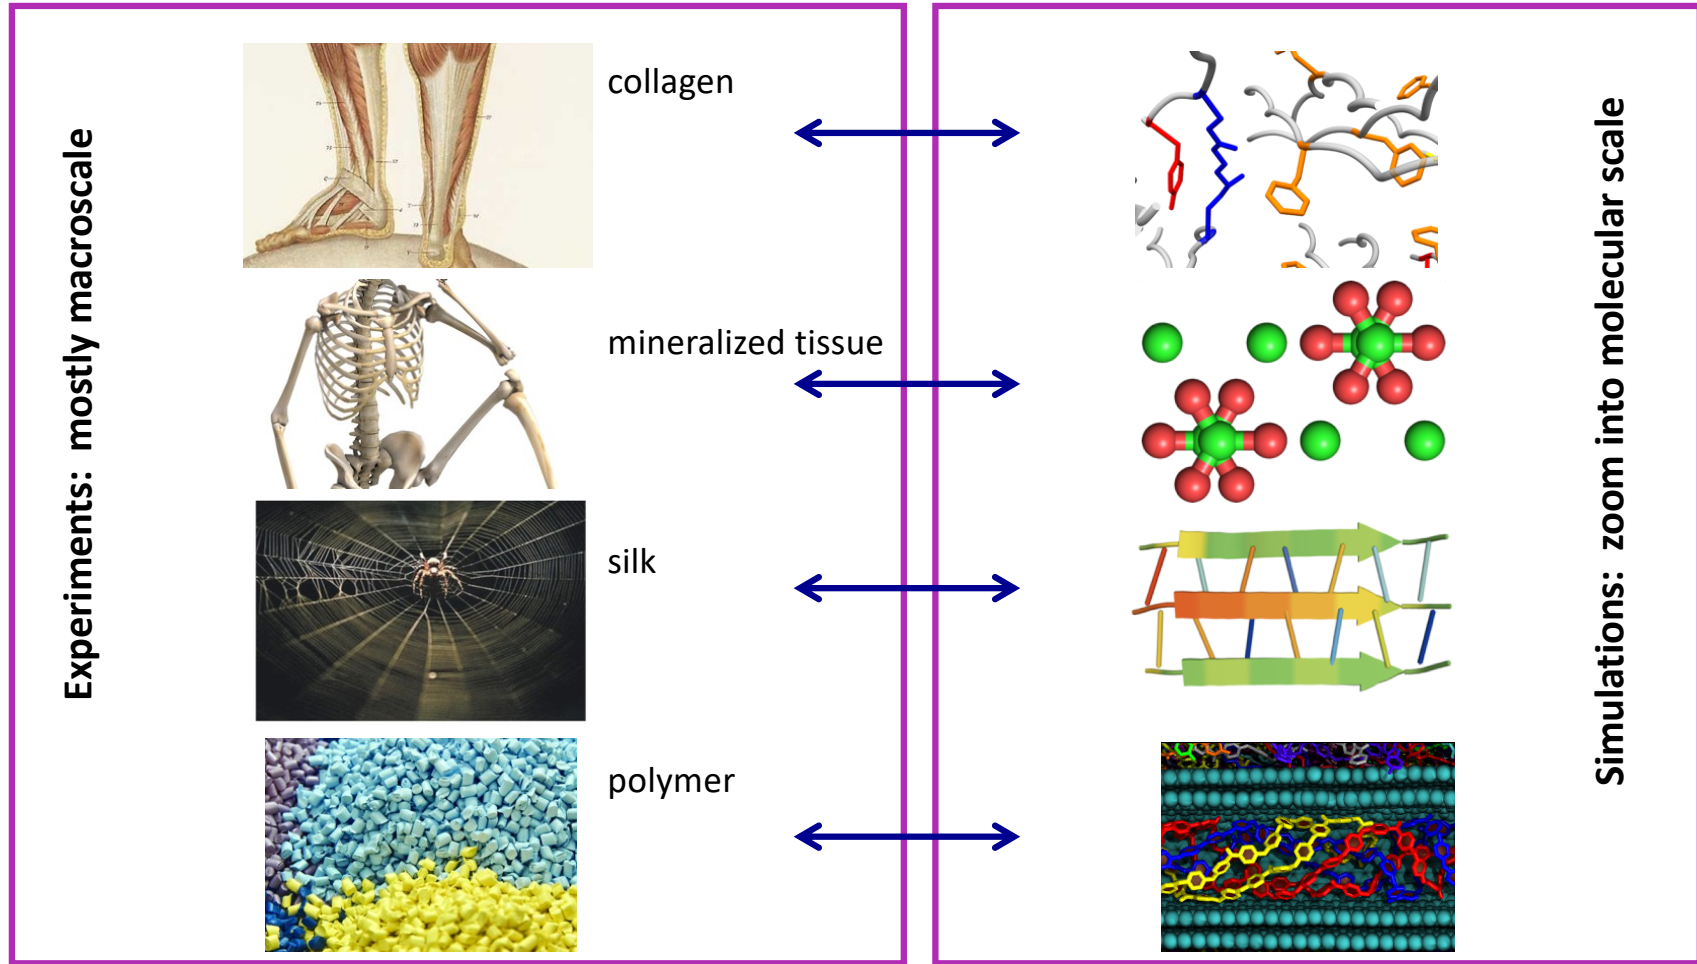 Experiments:  mostly macroscale
collagen
mineralized tissue
silk
polymer
Simulations:  zoom into molecular scale